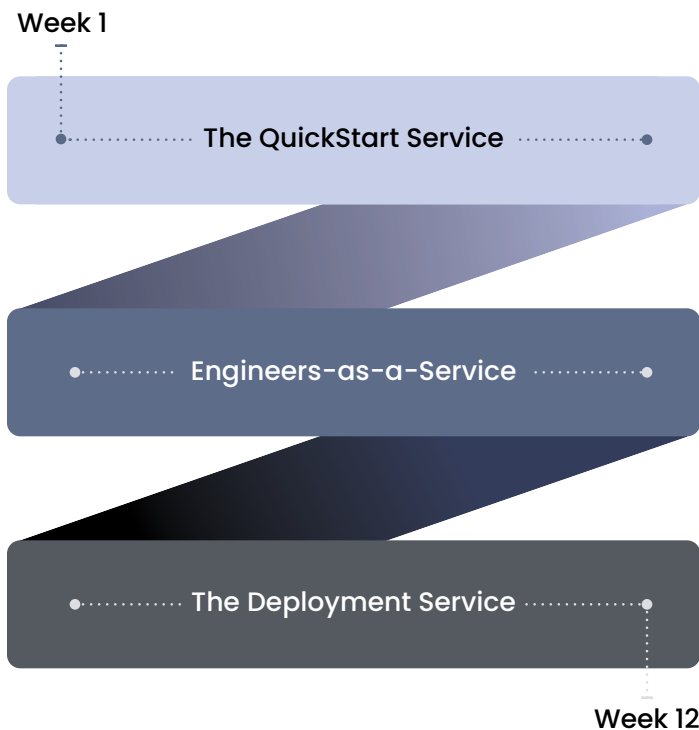 Week 1
The QuickStart Service
Engineers-as-a-Service
The Deployment Service
Week 12